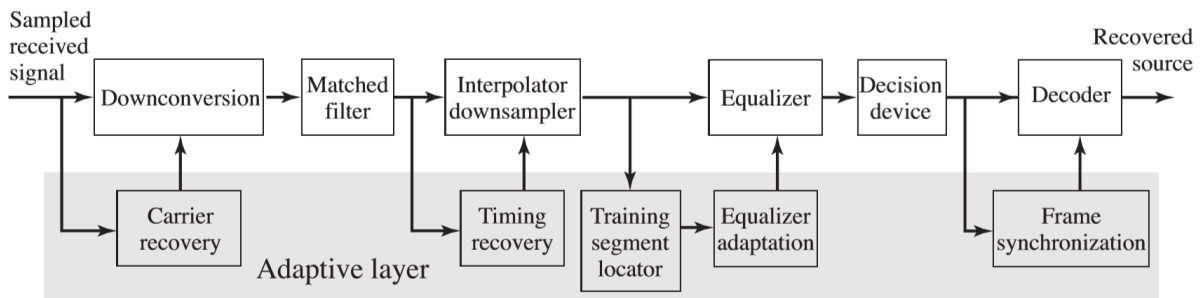 Sampled
received
signal
Downconversion
Matched
filter
Interpolator
downsampler
Equalizer
Decision
device
Decoder
Recovered
source
Carrier
recovery
Timing
recovery
Training
segment
locator
Equalizer
adaptation
Frame
synchronization
Adaptive layer